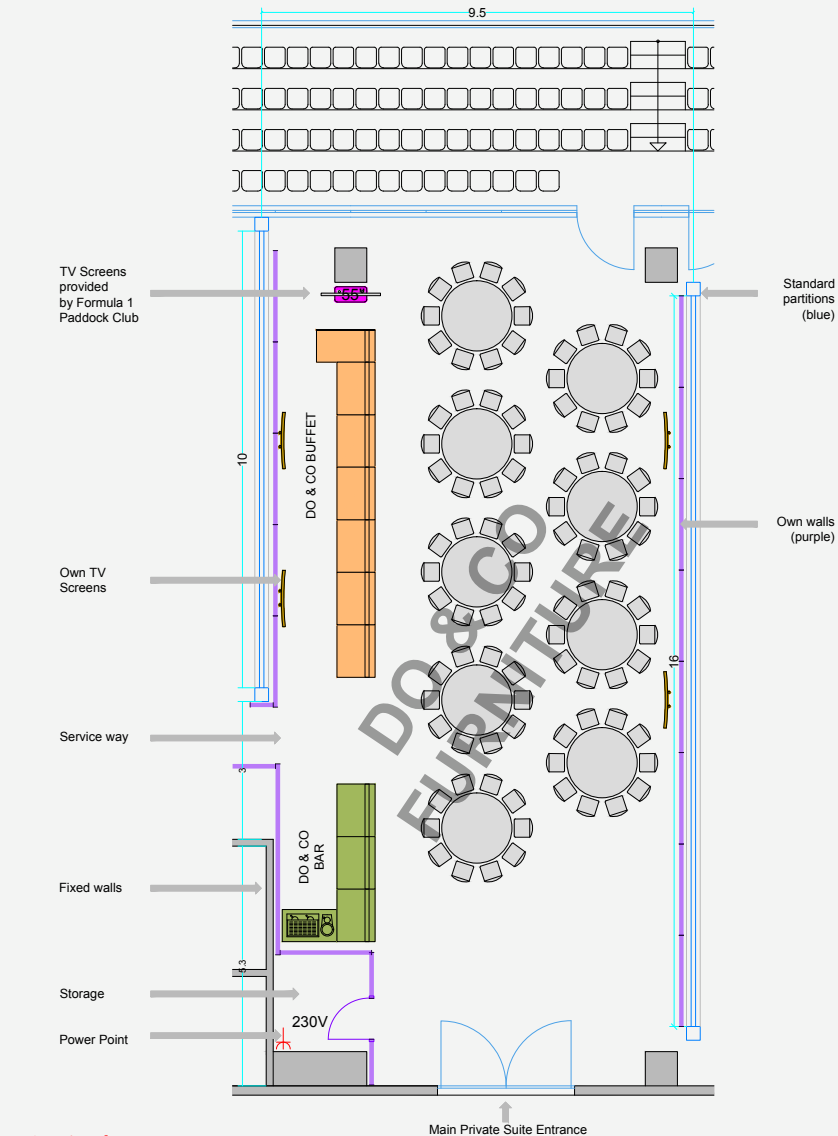 9.5
TV Screens
provided
by Formula 1
Paddock Club
"55"
Standard
partitions
(blue)
10
DO & CO BUFFET
Own walls
(purple)
DO & CO
FURNITURE
Own TV
Screens
16
Service way
3
DO & CO
BAR
Fixed walls
5.3
Storage
230V
Power Point
Main Private Suite Entrance